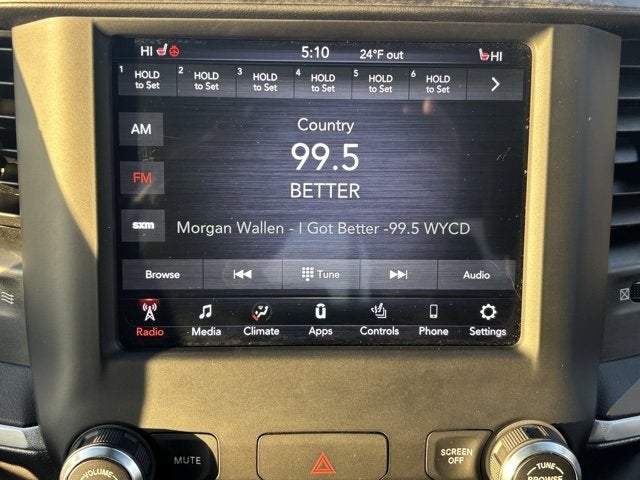 HI 5:10 24°F out HI
1 HOLD to Set 2 HOLD to Set 3 HOLD to Set 4 HOLD to Set 5 HOLD to Set 6 HOLD to Set
AM
Country
99.5
FM
BETTER
sxm
Morgan Wallen - I Got Better -99.5 WYCD
Browse Tune Audio
Radio Media Climate Apps Controls Phone Settings
VOLUME MUTE SCREEN OFF TUNE BROWSE